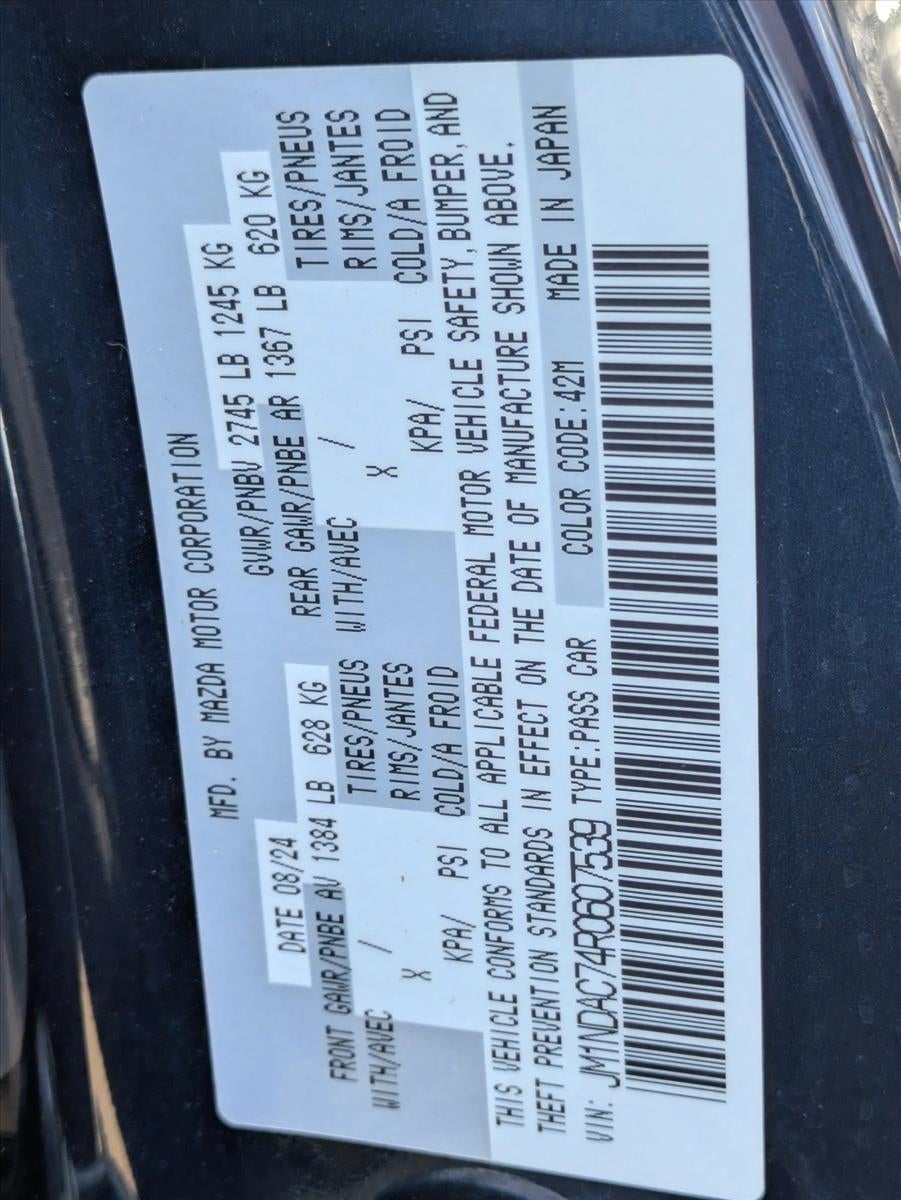 MFD. BY MAZDA MOTOR CORPORATION
DATE 08/24 GVWR/PNBV 2745 LB 1245 KG
FRONT GAWR/PNBE AV 1384 LB 628 KG REAR GAWR/PNBE AR 1367 LB 620 KG
WITH/AVEC / TIRES/PNEUS WITH/AVEC / TIRES/PNEUS
X RIMS/JANTES X RIMS/JANTES
KPA/ PSI COLD/A FROID KPA/ PSI COLD/A FROID
THIS VEHICLE CONFORMS TO ALL APPLICABLE FEDERAL MOTOR VEHICLE SAFETY, BUMPER, AND
THEFT PREVENTION STANDARDS IN EFFECT ON THE DATE OF MANUFACTURE SHOWN ABOVE.
VIN: JM1NDAC74R0607539 TYPE:PASS CAR COLOR CODE:42M MADE IN JAPAN